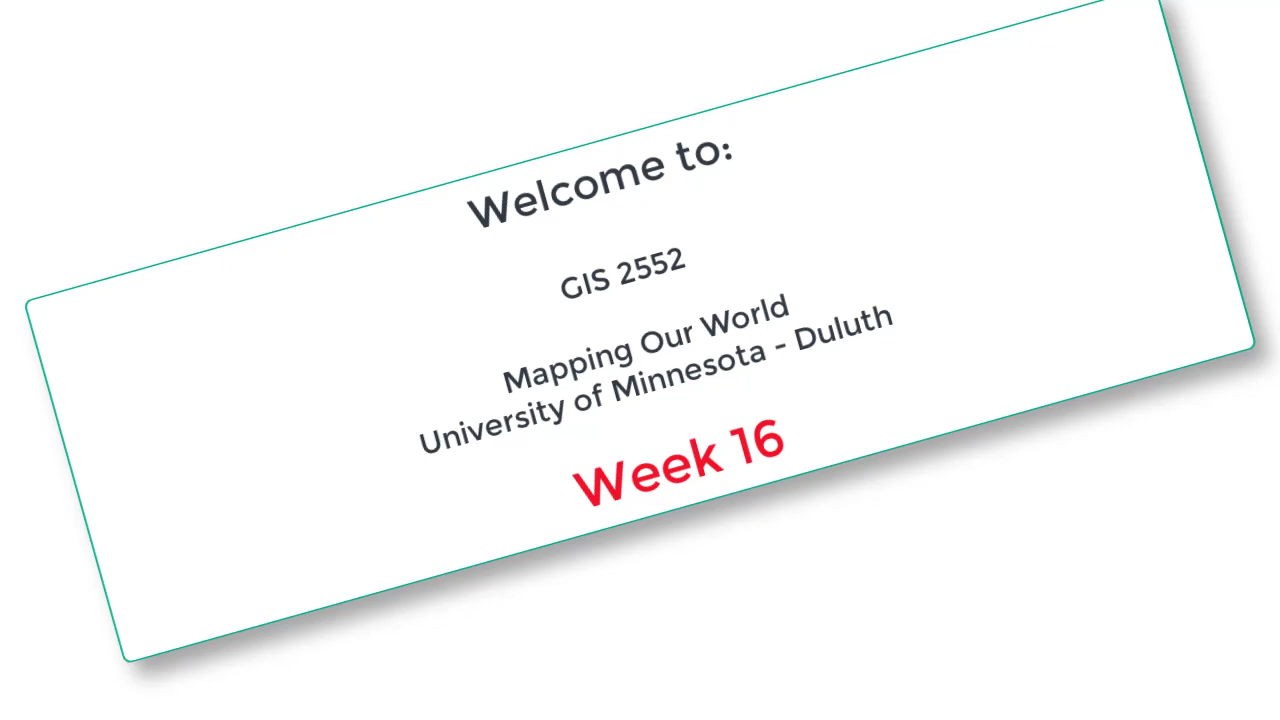 Welcome to:
GIS 2552
Mapping Our World
University of Minnesota - Duluth
Week 16